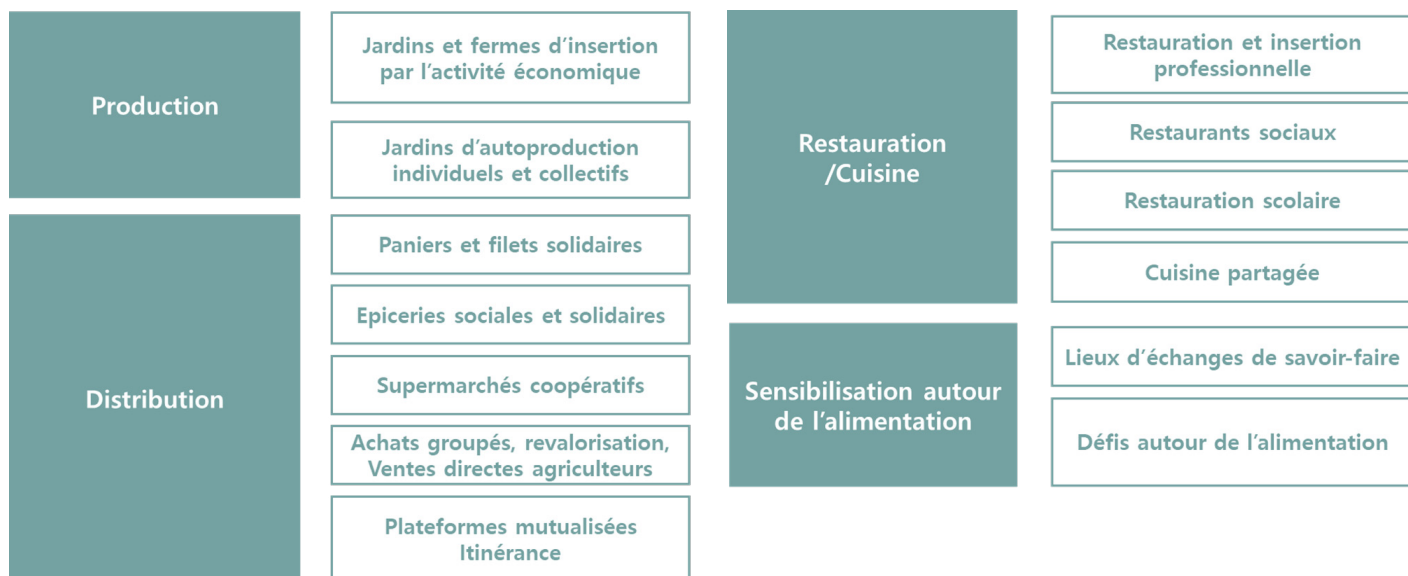 Production
Jardins et fermes d’insertion
par l’activité économique
Jardins d’autoproduction
individuels et collectifs
Distribution
Paniers et filets solidaires
Epiceries sociales et solidaires
Supermarchés coopératifs
Achats groupés, revalorisation,
Ventes directes agriculteurs
Plateformes mutualisées
Itinérance
Restauration
/Cuisine
Restauration et insertion
professionnelle
Restaurants sociaux
Restauration scolaire
Cuisine partagée
Sensibilisation autour
de l’alimentation
Lieux d’échanges de savoir-faire
Défis autour de l’alimentation